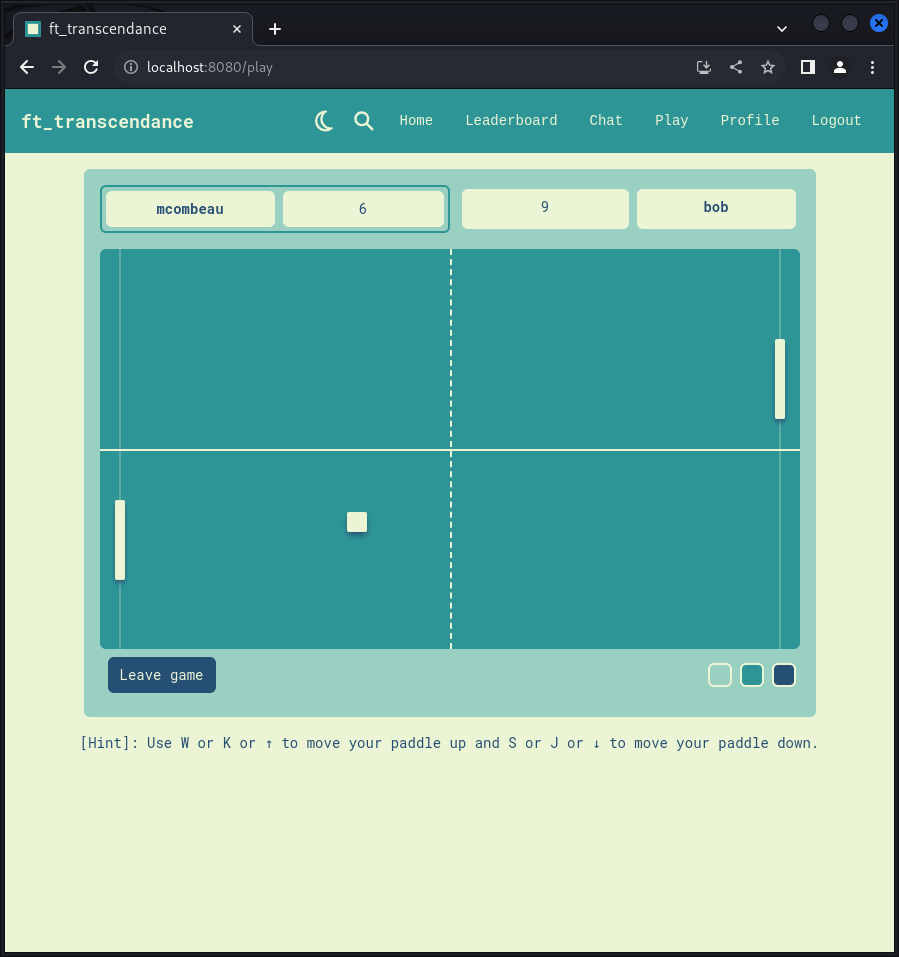 ft_transcendance
localhost:8080/play
ft_transcendance Home Leaderboard Chat Play Profile Logout
mcombeau 6 9 bob
Leave game
[Hint]: Use W or K or ↑ to move your paddle up and S or J or ↓ to move your paddle down.